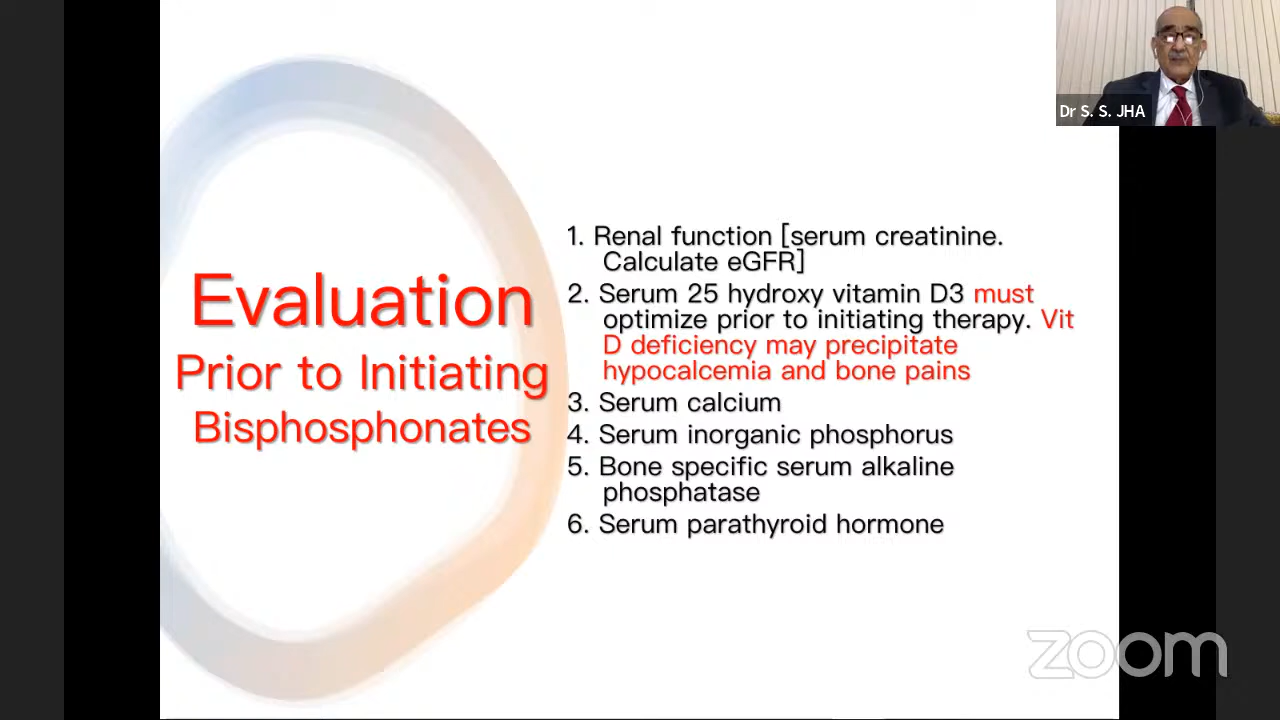 Dr S. S. JHA
Evaluation
Prior to Initiating
Bisphosphonates
1. Renal function [serum creatinine.
Calculate eGFR]
2. Serum 25 hydroxy vitamin D3 must
optimize prior to initiating therapy. Vit
D deficiency may precipitate
hypocalcemia and bone pains
3. Serum calcium
4. Serum inorganic phosphorus
5. Bone specific serum alkaline
phosphatase
6. Serum parathyroid hormone
zoom